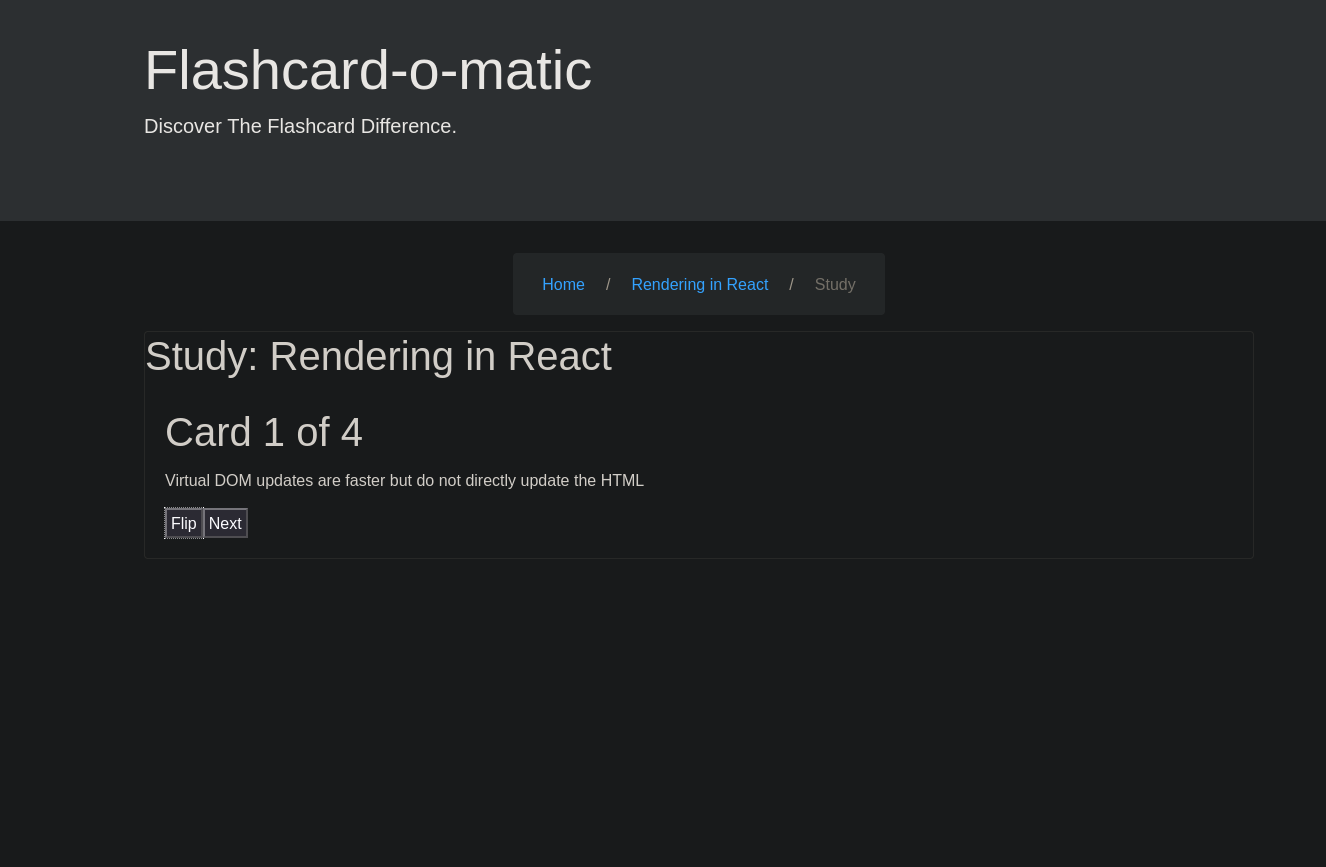 Flashcard-o-matic
Discover The Flashcard Difference.
Home / Rendering in React / Study
Study: Rendering in React
Card 1 of 4
Virtual DOM updates are faster but do not directly update the HTML
Flip Next